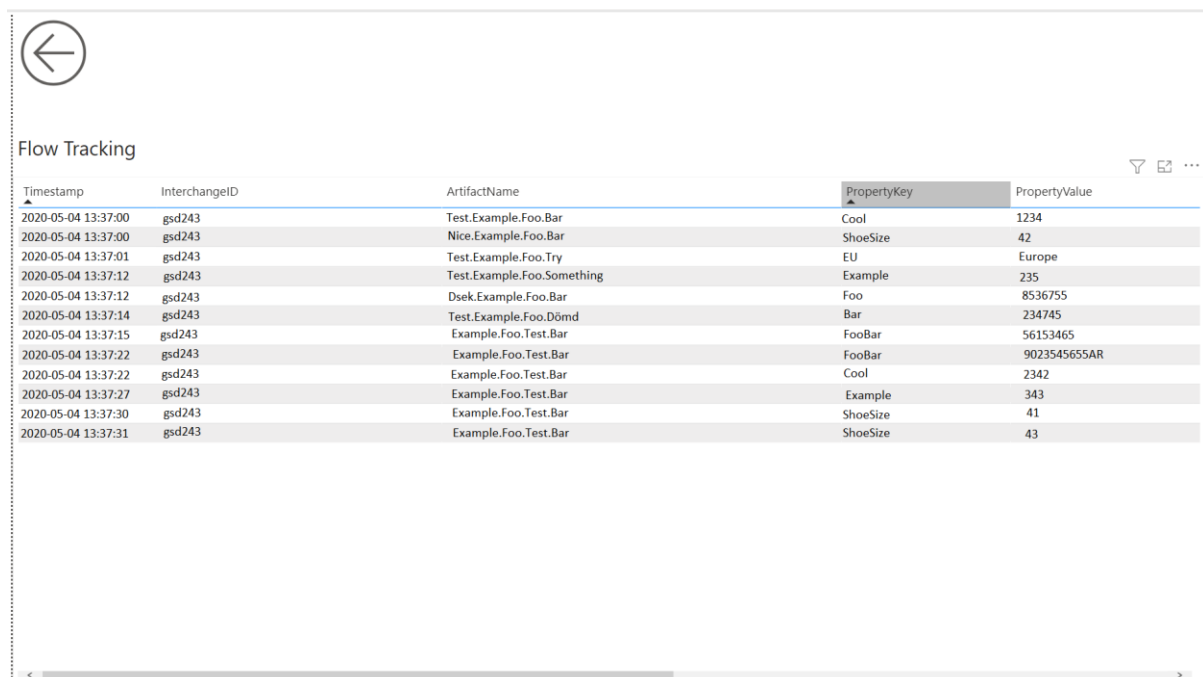 Flow Tracking
Timestamp InterchangeID ArtifactName PropertyKey PropertyValue
2020-05-04 13:37:00 gsd243 Test.Example.Foo.Bar Cool 1234
2020-05-04 13:37:00 gsd243 Nice.Example.Foo.Bar ShoeSize 42
2020-05-04 13:37:01 gsd243 Test.Example.Foo.Try EU Europe
2020-05-04 13:37:12 gsd243 Test.Example.Foo.Something Example 235
2020-05-04 13:37:12 gsd243 Dsek.Example.Foo.Bar Foo 8536755
2020-05-04 13:37:14 gsd243 Test.Example.Foo.Dömd Bar 234745
2020-05-04 13:37:15 gsd243 Example.Foo.Test.Bar FooBar 56153465
2020-05-04 13:37:22 gsd243 Example.Foo.Test.Bar FooBar 9023545655AR
2020-05-04 13:37:22 gsd243 Example.Foo.Test.Bar Cool 2342
2020-05-04 13:37:27 gsd243 Example.Foo.Test.Bar Example 343
2020-05-04 13:37:30 gsd243 Example.Foo.Test.Bar ShoeSize 41
2020-05-04 13:37:31 gsd243 Example.Foo.Test.Bar ShoeSize 43